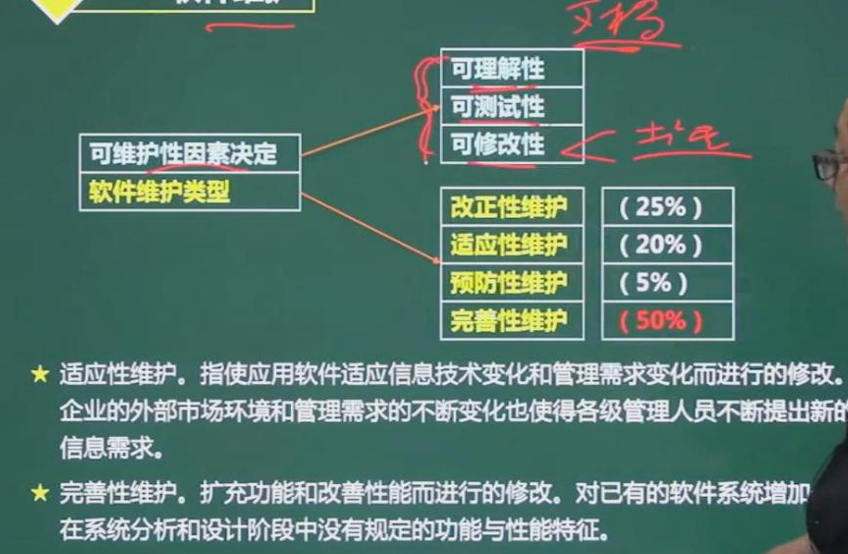 文档
可理解性
可测试性
可修改性
可维护性因素决定
软件维护类型
改正性维护 （25%）
适应性维护 （20%）
预防性维护 （5%）
完善性维护 （50%）
★ 适应性维护。指使应用软件适应信息技术变化和管理需求变化而进行的修改。
企业的外部市场环境和管理需求的不断变化也使得各级管理人员不断提出新的
信息需求。
★ 完善性维护。扩充功能和改善性能而进行的修改。对已有的软件系统增加
在系统分析和设计阶段中没有规定的功能与性能特征。